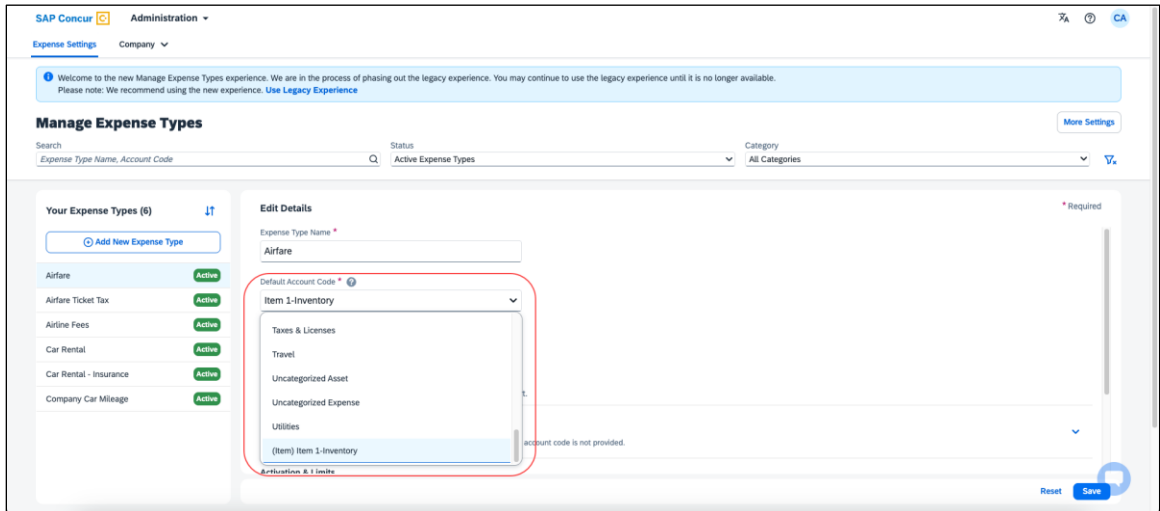 SAP Concur C Administration
CA
Expense Settings Company
Welcome to the new Manage Expense Types experience. We are in the process of phasing out the legacy experience. You may continue to use the legacy experience until it is no longer available.
Please note: We recommend using the new experience. Use Legacy Experience
Manage Expense Types
More Settings
Search Status Category
Expense Type Name, Account Code Active Expense Types All Categories
Your Expense Types (6)
Add New Expense Type
Airfare Active
Airfare Ticket Tax Active
Airline Fees Active
Car Rental Active
Car Rental - Insurance Active
Company Car Mileage Active
Edit Details
* Required
Expense Type Name *
Airfare
Default Account Code *
Item 1-Inventory
Taxes & Licenses
Travel
Uncategorized Asset
Uncategorized Expense
t.
Utilities
account code is not provided.
(Item) Item 1-Inventory
Activation & Limits
Reset Save